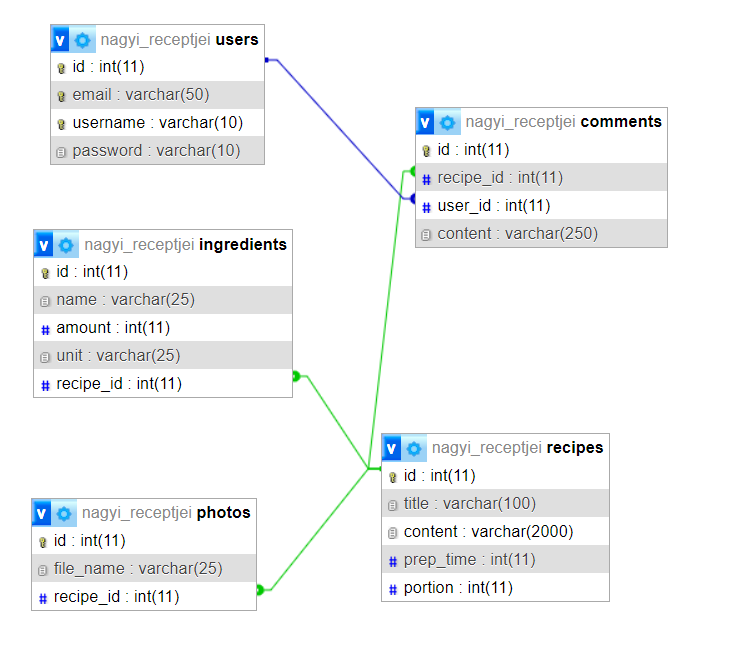 v nagyi_receptjei users
id : int(11)
email : varchar(50)
username : varchar(10)
password : varchar(10)
v nagyi_receptjei comments
id : int(11)
# recipe_id : int(11)
# user_id : int(11)
content : varchar(250)
v nagyi_receptjei ingredients
id : int(11)
name : varchar(25)
# amount : int(11)
unit : varchar(25)
# recipe_id : int(11)
v nagyi_receptjei recipes
id : int(11)
title : varchar(100)
content : varchar(2000)
# prep_time : int(11)
# portion : int(11)
v nagyi_receptjei photos
id : int(11)
file_name : varchar(25)
# recipe_id : int(11)